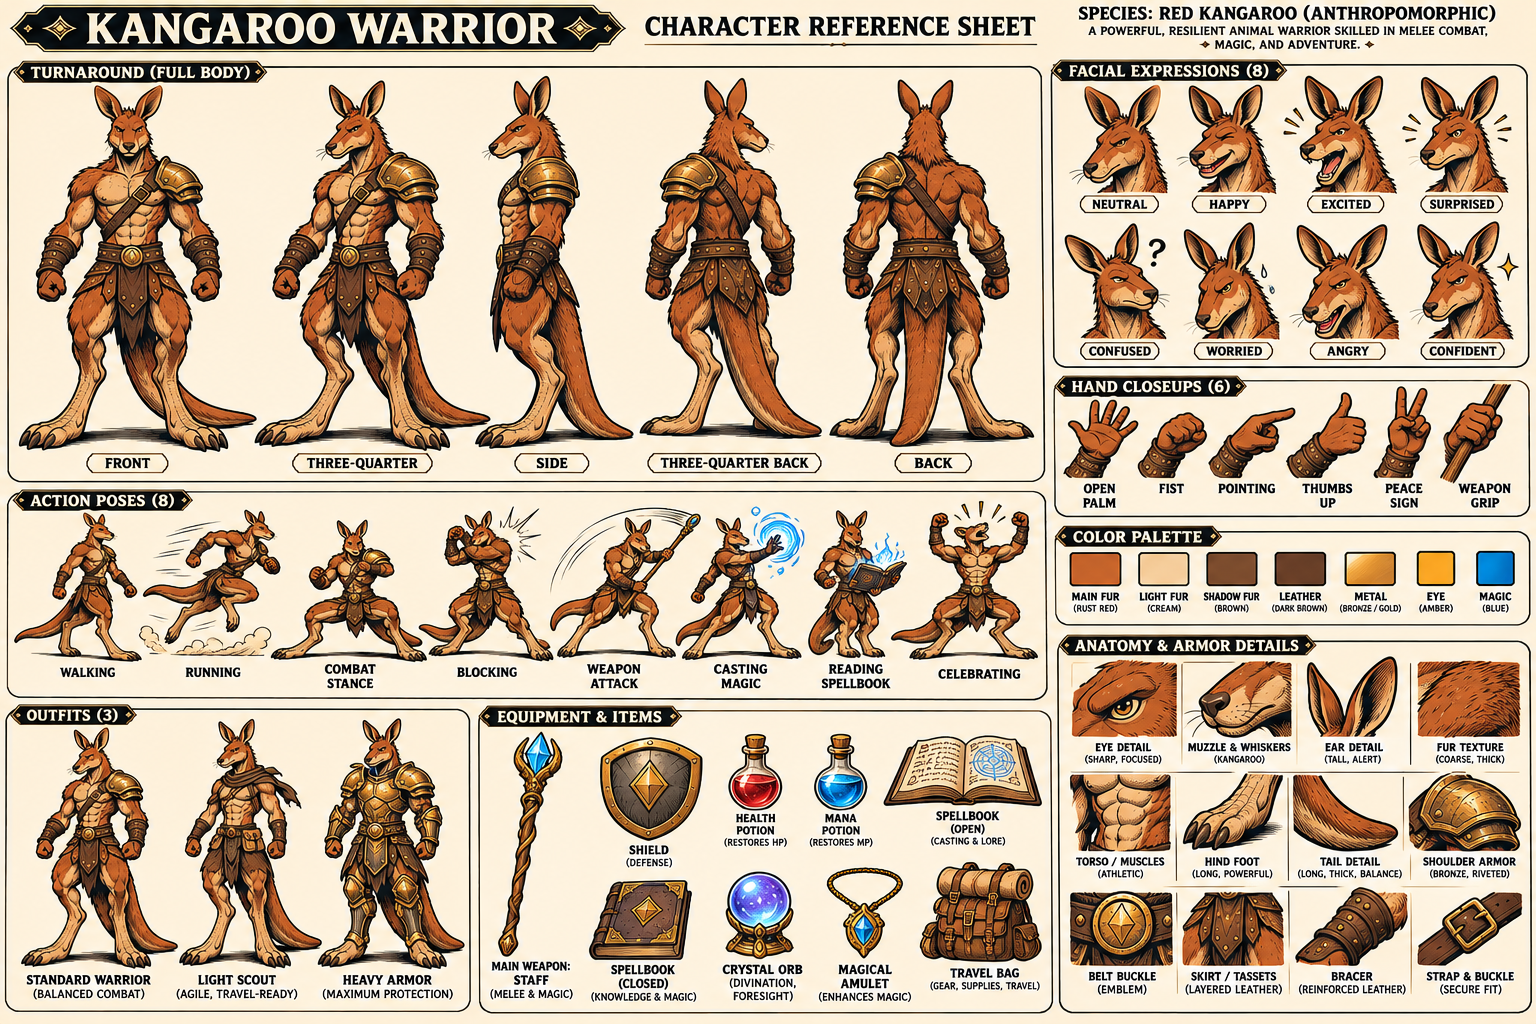 KANGAROO WARRIOR
CHARACTER REFERENCE SHEET
SPECIES: RED KANGAROO (ANTHROPOMORPHIC)
A POWERFUL, RESILIENT ANIMAL WARRIOR SKILLED IN MELEE COMBAT,
MAGIC, AND ADVENTURE.
TURNAROUND (FULL BODY)
FRONT
THREE-QUARTER
SIDE
THREE-QUARTER BACK
BACK
FACIAL EXPRESSIONS (8)
NEUTRAL
HAPPY
EXCITED
SURPRISED
?
CONFUSED
WORRIED
ANGRY
CONFIDENT
HAND CLOSEUPS (6)
OPEN
PALM
FIST
POINTING
THUMBS
UP
PEACE
SIGN
WEAPON
GRIP
ACTION POSES (8)
WALKING
RUNNING
COMBAT
STANCE
BLOCKING
WEAPON
ATTACK
CASTING
MAGIC
READING
SPELLBOOK
CELEBRATING
COLOR PALETTE
MAIN FUR
(RUST RED)
LIGHT FUR
(CREAM)
SHADOW FUR
(BROWN)
LEATHER
(DARK BROWN)
METAL
(BRONZE / GOLD)
EYE
(AMBER)
MAGIC
(BLUE)
OUTFITS (3)
STANDARD WARRIOR
(BALANCED COMBAT)
LIGHT SCOUT
(AGILE, TRAVEL-READY)
HEAVY ARMOR
(MAXIMUM PROTECTION)
EQUIPMENT & ITEMS
MAIN WEAPON:
STAFF
(MELEE & MAGIC)
SHIELD
(DEFENSE)
HEALTH
POTION
(RESTORES HP)
MANA
POTION
(RESTORES MP)
SPELLBOOK
(OPEN)
(CASTING & LORE)
SPELLBOOK
(CLOSED)
(KNOWLEDGE & MAGIC)
CRYSTAL ORB
(DIVINATION,
FORESIGHT)
MAGICAL
AMULET
(ENHANCES MAGIC)
TRAVEL BAG
(GEAR, SUPPLIES, TRAVEL)
ANATOMY & ARMOR DETAILS
EYE DETAIL
(SHARP, FOCUSED)
MUZZLE & WHISKERS
(KANGAROO)
EAR DETAIL
(TALL, ALERT)
FUR TEXTURE
(COARSE, THICK)
TORSO / MUSCLES
(ATHLETIC)
HIND FOOT
(LONG, POWERFUL)
TAIL DETAIL
(LONG, THICK, BALANCE)
SHOULDER ARMOR
(BRONZE, RIVETED)
BELT BUCKLE
(EMBLEM)
SKIRT / TASSETS
(LAYERED LEATHER)
BRACER
(REINFORCED LEATHER)
STRAP & BUCKLE
(SECURE FIT)